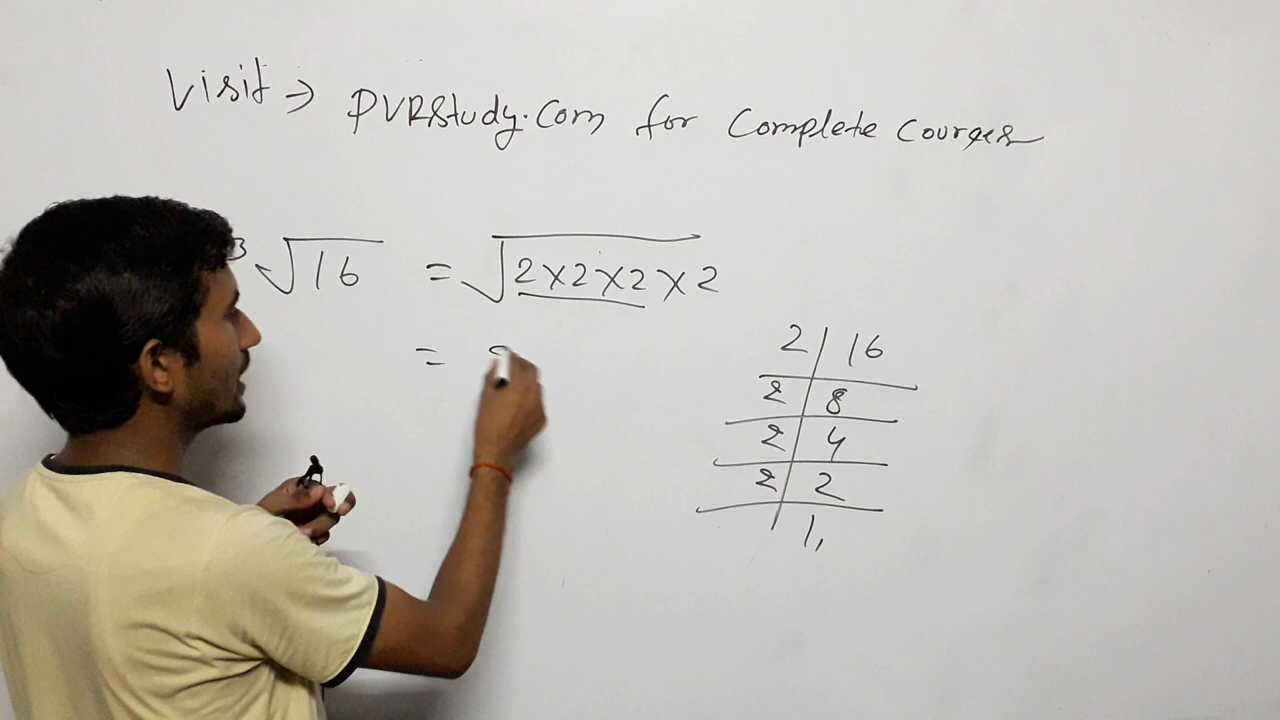 Visit → PVRStudy.Com for Complete Courses
³√16 = √2×2×2×2
=
2 | 16
2 | 8
2 | 4
2 | 2
1,